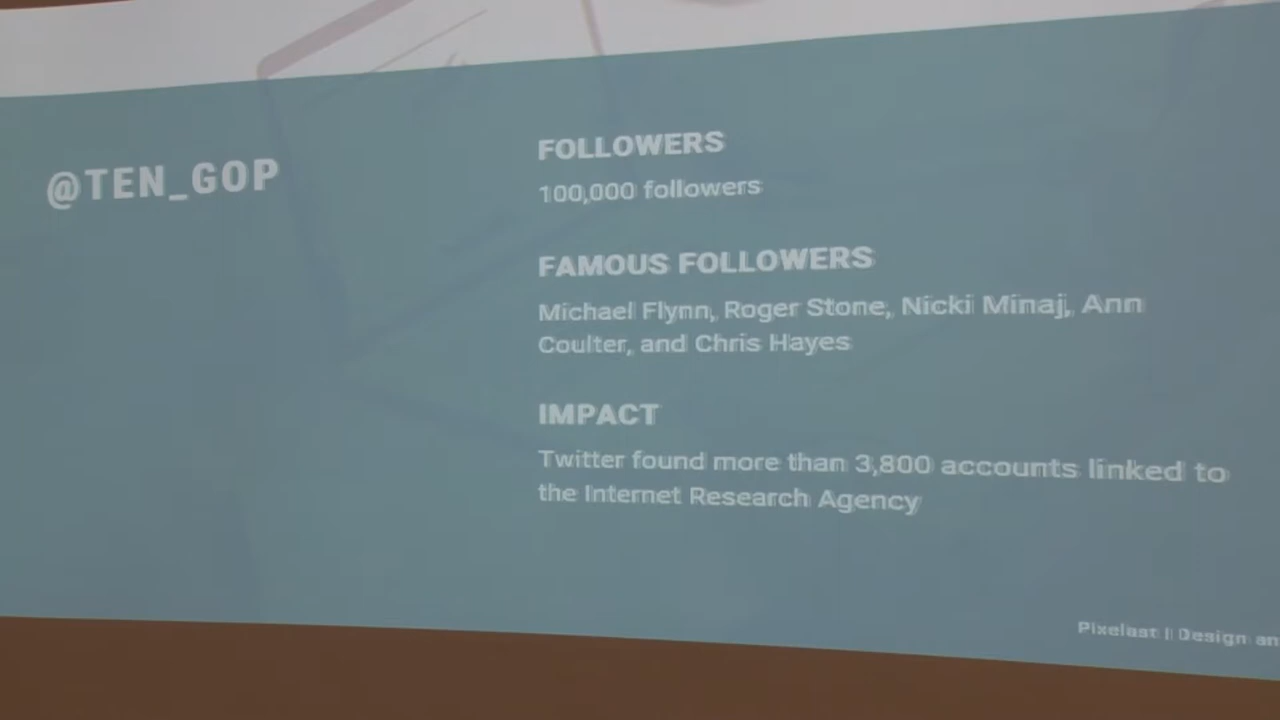 @TEN_GOP
FOLLOWERS
100,000 followers
FAMOUS FOLLOWERS
Michael Flynn, Roger Stone, Nicki Minaj, Ann
Coulter, and Chris Hayes
IMPACT
Twitter found more than 3,800 accounts linked to
the Internet Research Agency
Design